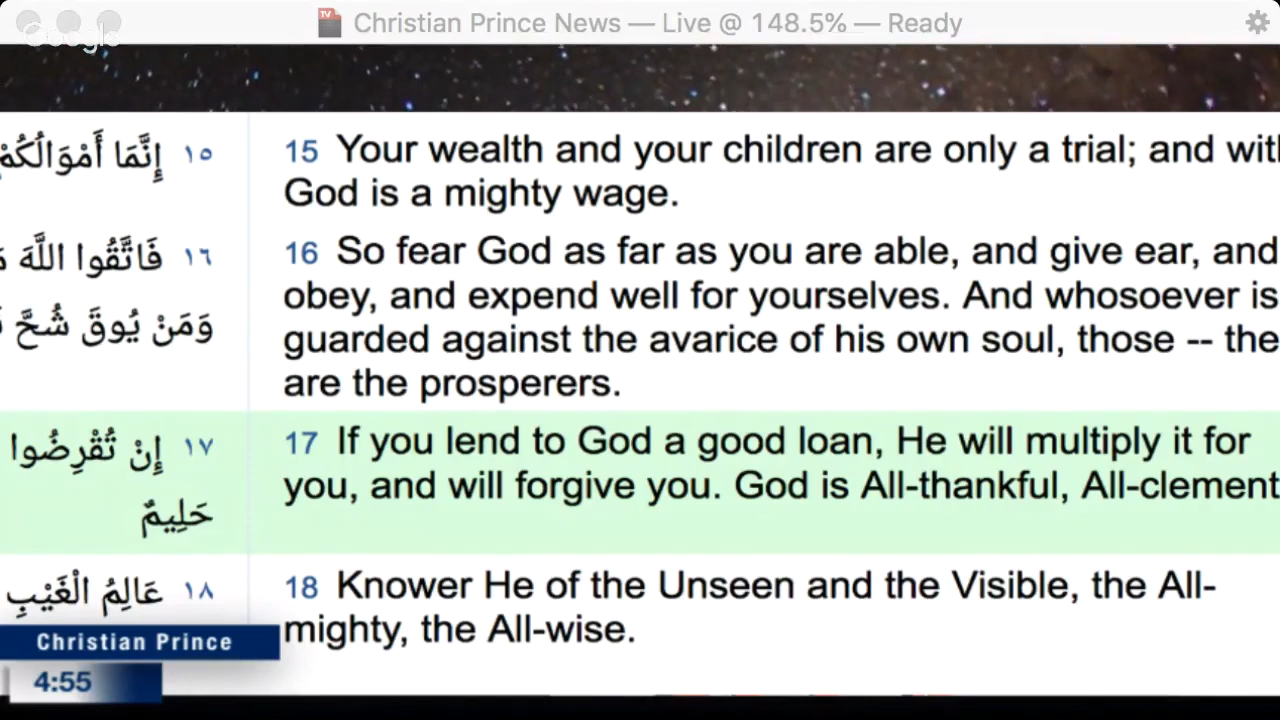 Christian Prince News — Live @ 148.5% — Ready
Google
TV
١٥ إِنَّمَا أَمْوَالُكُمْ
15 Your wealth and your children are only a trial; and with
God is a mighty wage.
١٦ فَاتَّقُوا اللَّهَ
وَمَنْ يُوقَ شُحَّ
16 So fear God as far as you are able, and give ear, and
obey, and expend well for yourselves. And whosoever is
guarded against the avarice of his own soul, those -- the
are the prosperers.
١٧ إِنْ تُقْرِضُوا
حَلِيمٌ
17 If you lend to God a good loan, He will multiply it for
you, and will forgive you. God is All-thankful, All-clement
١٨ عَالِمُ الْغَيْبِ
18 Knower He of the Unseen and the Visible, the All-
mighty, the All-wise.
Christian Prince
4:55